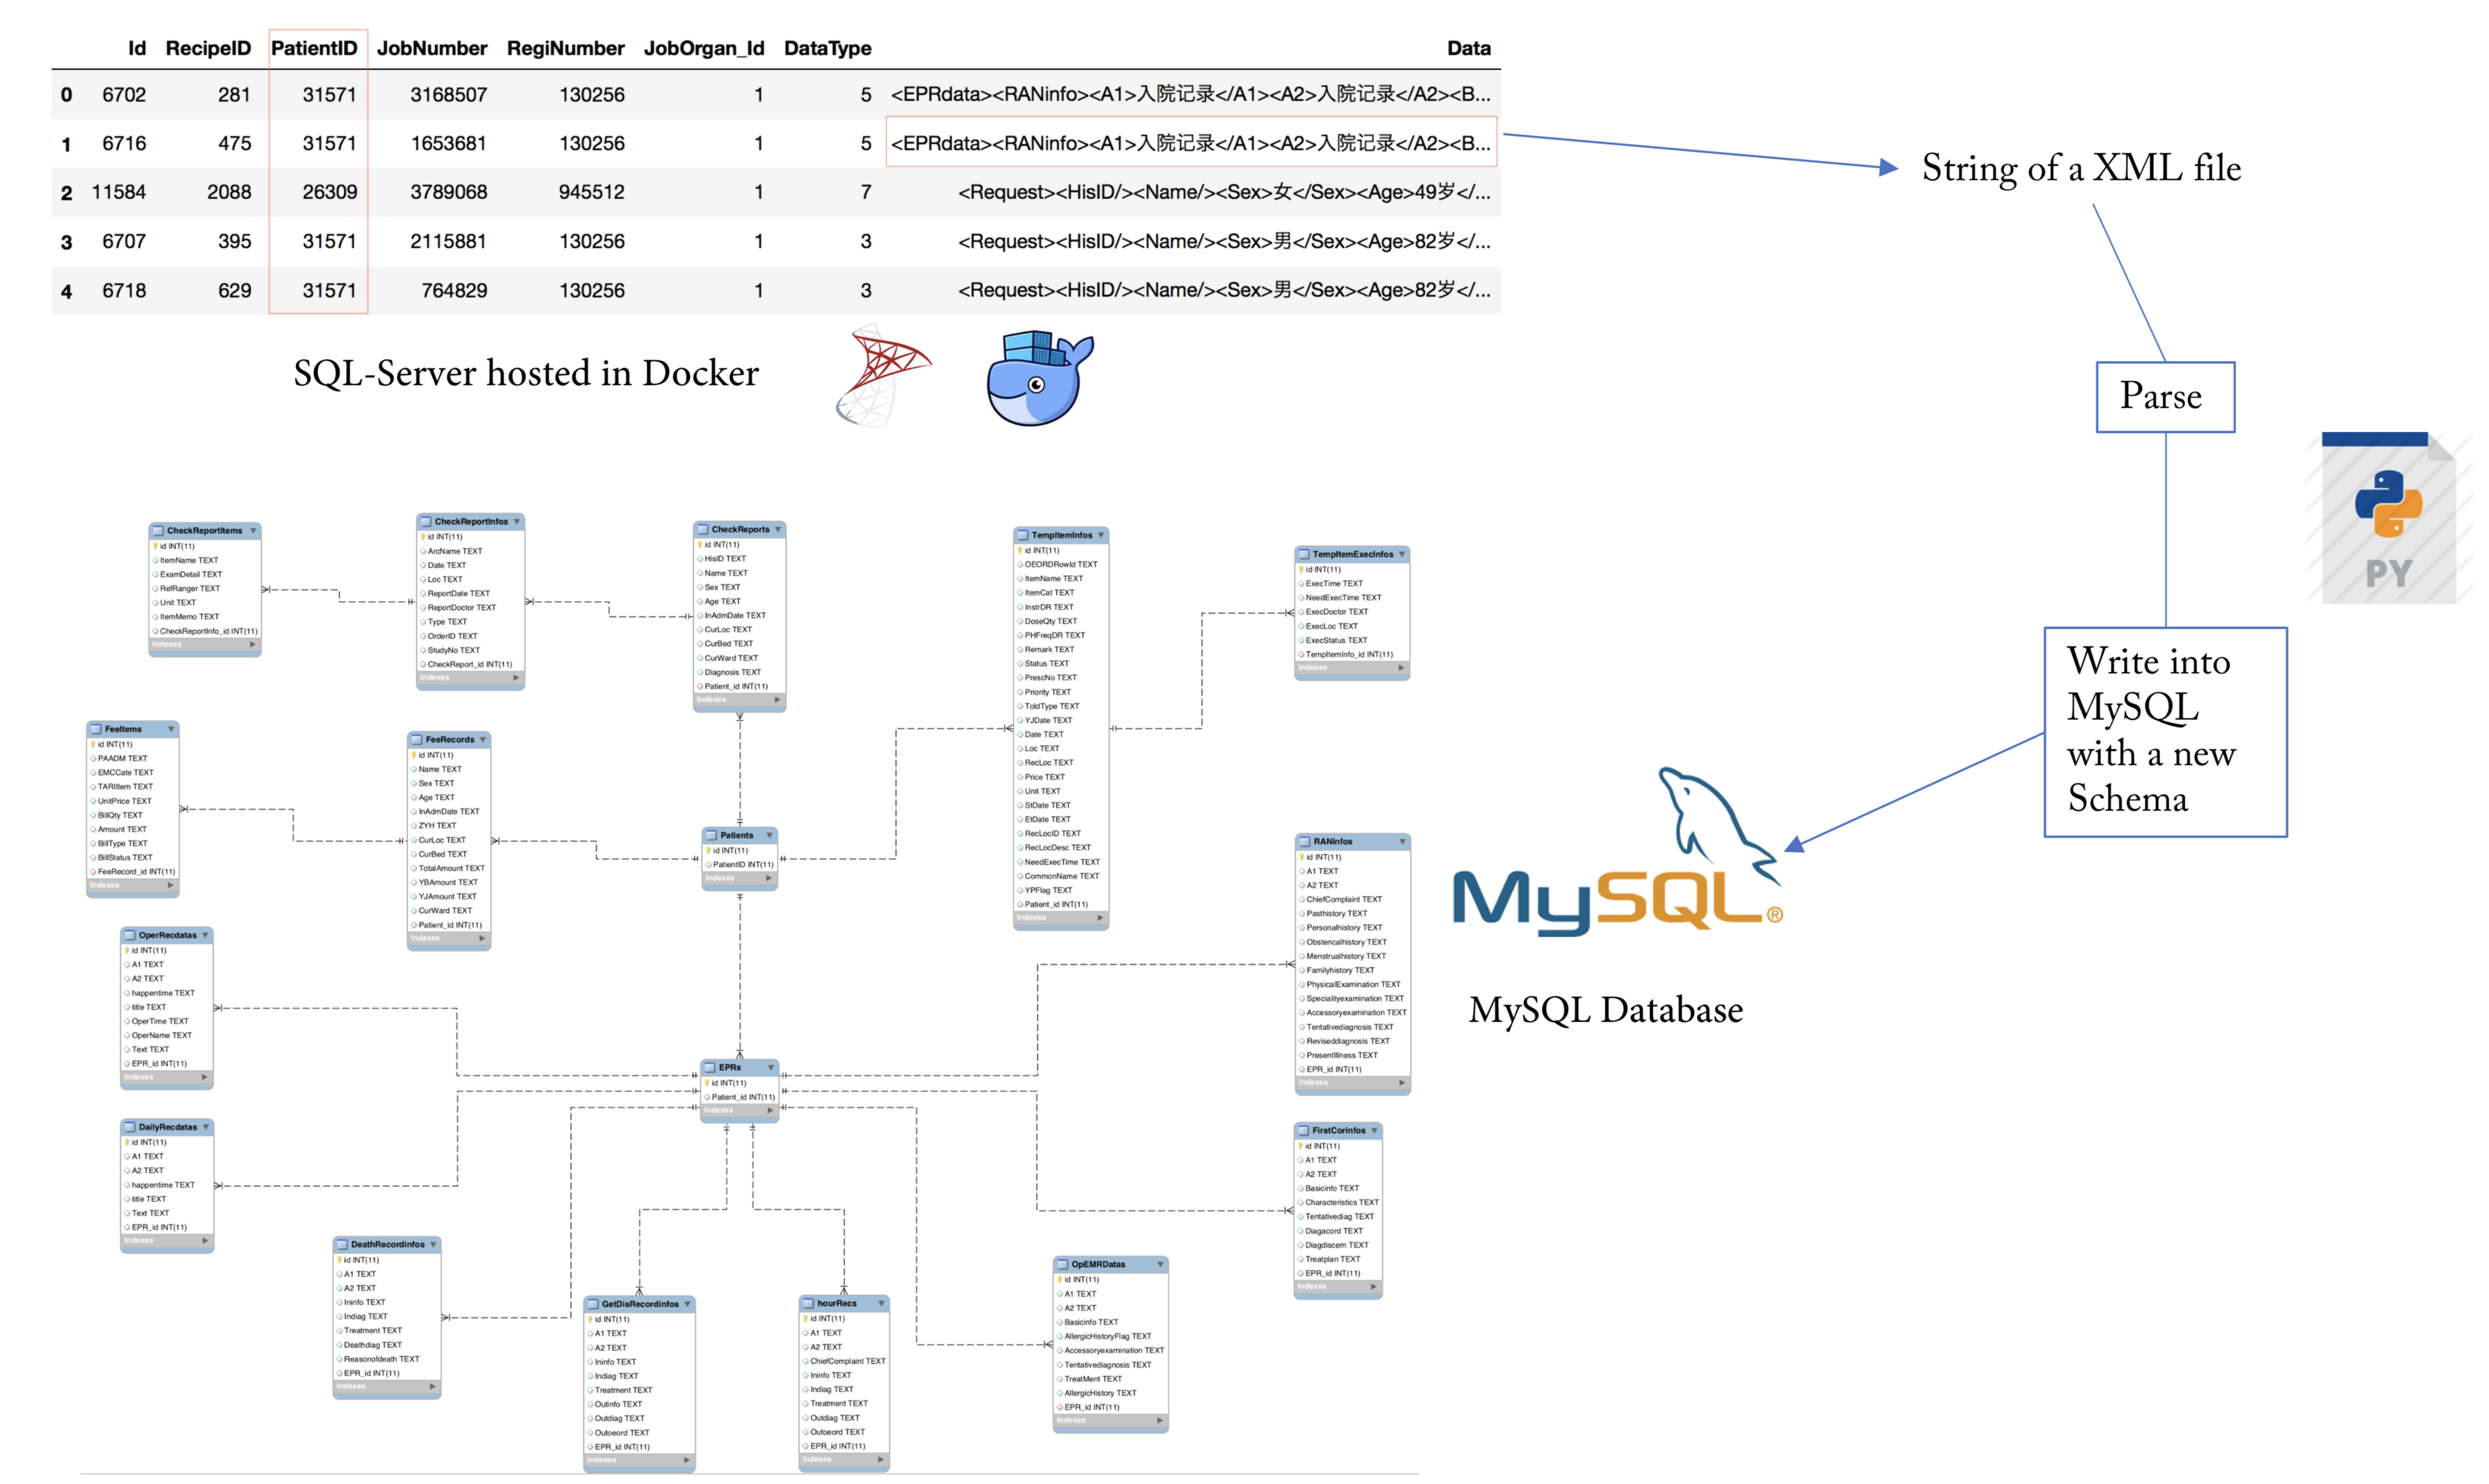 Id RecipeID PatientID JobNumber RegiNumber JobOrgan_Id DataType Data
0 6702 281 31571 3168507 130256 1 5 <EPRdata><RANinfo><A1>入院记录</A1><A2>入院记录</A2><B...
1 6716 475 31571 1653681 130256 1 5 <EPRdata><RANinfo><A1>入院记录</A1><A2>入院记录</A2><B...
2 11584 2088 26309 3789068 945512 1 7 <Request><HisID/><Name/><Sex>女</Sex><Age>49岁</...
3 6707 395 31571 2115881 130256 1 3 <Request><HisID/><Name/><Sex>男</Sex><Age>82岁</...
4 6718 629 31571 764829 130256 1 3 <Request><HisID/><Name/><Sex>男</Sex><Age>82岁</...
String of a XML file
SQL-Server hosted in Docker
Parse
PY
Write into
MySQL
with a new
Schema
MySQL®
MySQL Database
CheckReportItems
id INT(11)
ItemName TEXT
ExamDetail TEXT
RefRanger TEXT
Unit TEXT
ItemMemo TEXT
CheckReportInfo_id INT(11)
Indexes
CheckReportInfos
id INT(11)
ArcName TEXT
Date TEXT
Loc TEXT
ReportDate TEXT
ReportDoctor TEXT
Type TEXT
OrderID TEXT
StudyNo TEXT
CheckReport_id INT(11)
Indexes
CheckReports
id INT(11)
HisID TEXT
Name TEXT
Sex TEXT
Age TEXT
InAdmDate TEXT
CurLoc TEXT
CurBed TEXT
CurWard TEXT
Diagnosis TEXT
Patient_id INT(11)
Indexes
TempItemInfos
id INT(11)
OEORDRowId TEXT
ItemName TEXT
ItemCat TEXT
InstrDR TEXT
DoseQty TEXT
PHFreqDR TEXT
Remark TEXT
Status TEXT
PrescNo TEXT
Priority TEXT
ToldType TEXT
YJDate TEXT
Date TEXT
Loc TEXT
RecLoc TEXT
Price TEXT
Unit TEXT
StDate TEXT
EtDate TEXT
RecLocID TEXT
RecLocDesc TEXT
NeedExecTime TEXT
CommonName TEXT
YPFlag TEXT
Patient_id INT(11)
Indexes
TempItemExecInfos
id INT(11)
ExecTime TEXT
NeedExecTime TEXT
ExecDoctor TEXT
ExecLoc TEXT
ExecStatus TEXT
TempItemInfo_id INT(11)
Indexes
FeeItems
id INT(11)
PAADM TEXT
EMCCate TEXT
TARIItem TEXT
UnitPrice TEXT
BillQty TEXT
Amount TEXT
BillType TEXT
BillStatus TEXT
FeeRecord_id INT(11)
Indexes
FeeRecords
id INT(11)
Name TEXT
Sex TEXT
Age TEXT
InAdmDate TEXT
ZYH TEXT
CurLoc TEXT
CurBed TEXT
TotalAmount TEXT
YBAmount TEXT
YJAmount TEXT
CurWard TEXT
Patient_id INT(11)
Indexes
Patients
id INT(11)
PatientID INT(11)
Indexes
RANinfos
id INT(11)
A1 TEXT
A2 TEXT
ChiefComplaint TEXT
Pasthistory TEXT
Personalhistory TEXT
Obstericalhistory TEXT
Menstrualhistory TEXT
Familyhistory TEXT
PhysicalExamination TEXT
Specialityexamination TEXT
Accessoryexamination TEXT
Tentativediagnosis TEXT
Reviseddiagnosis TEXT
PresentIllness TEXT
EPR_id INT(11)
Indexes
OperRecdatas
id INT(11)
A1 TEXT
A2 TEXT
happentime TEXT
title TEXT
OperTime TEXT
OperName TEXT
Text TEXT
EPR_id INT(11)
Indexes
EPRs
id INT(11)
Patient_id INT(11)
Indexes
DailyRecdatas
id INT(11)
A1 TEXT
A2 TEXT
happentime TEXT
title TEXT
Text TEXT
EPR_id INT(11)
Indexes
FirstCorinfos
id INT(11)
A1 TEXT
A2 TEXT
Basicinfo TEXT
Characteristics TEXT
Tentativediag TEXT
Diagacord TEXT
Diagdiscern TEXT
Treatplan TEXT
EPR_id INT(11)
Indexes
DeathRecordinfos
id INT(11)
A1 TEXT
A2 TEXT
Ininfo TEXT
Indiag TEXT
Treatment TEXT
Deathdiag TEXT
Reasonofdeath TEXT
EPR_id INT(11)
Indexes
GetDisRecordinfos
id INT(11)
A1 TEXT
A2 TEXT
Ininfo TEXT
Indiag TEXT
Treatment TEXT
Outinfo TEXT
Outdiag TEXT
Outoeord TEXT
EPR_id INT(11)
Indexes
hourRecs
id INT(11)
A1 TEXT
A2 TEXT
ChiefComplaint TEXT
Ininfo TEXT
Indiag TEXT
Treatment TEXT
Outdiag TEXT
Outoeord TEXT
EPR_id INT(11)
Indexes
OpEMRDatas
id INT(11)
A1 TEXT
A2 TEXT
Basicinfo TEXT
AllergicHistoryFlag TEXT
Accessoryexamination TEXT
Tentativediagnosis TEXT
TreatMent TEXT
AllergicHistory TEXT
EPR_id INT(11)
Indexes